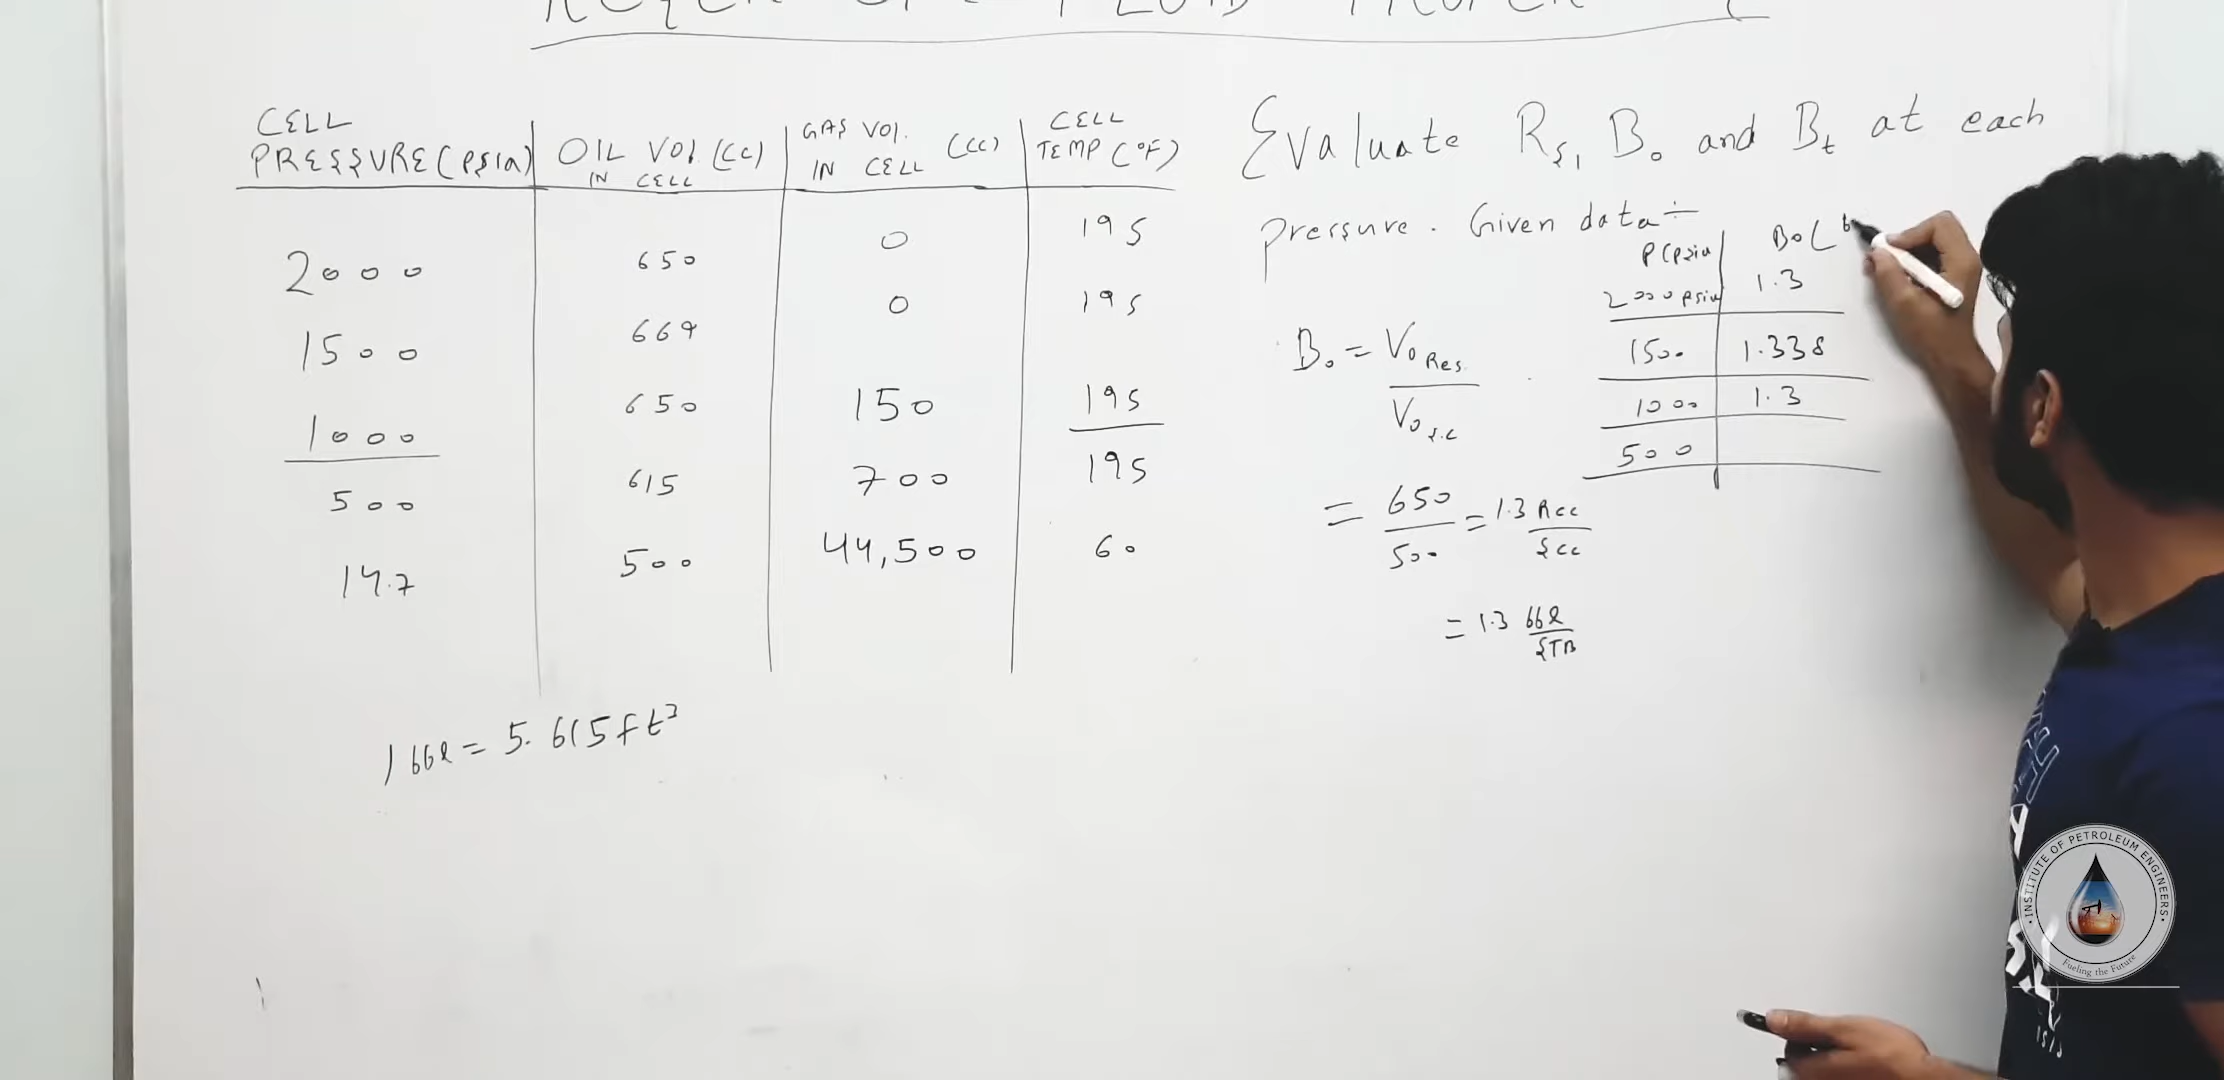 CELL
PRESSURE (PSIA)
OIL VOL. (CC)
IN CELL
GAS VOL.
IN CELL (CC)
CELL
TEMP (°F)
2000 650 0 195
1500 669 0 195
1000 650 150 195
500 615 700 195
14.7 500 44,500 60
1 bbl = 5.615 ft³
Evaluate Rs, Bo and Bt at each
pressure. Given data÷
P(psia Bo(b
2000psia 1.3
1500 1.338
1000 1.3
500
Bo = Vo Res.
Vo s.c
= 650 = 1.3 Rcc
500 Scc
= 1.3 bbl
STB
INSTITUTE OF PETROLEUM ENGINEERS
Fueling the Future